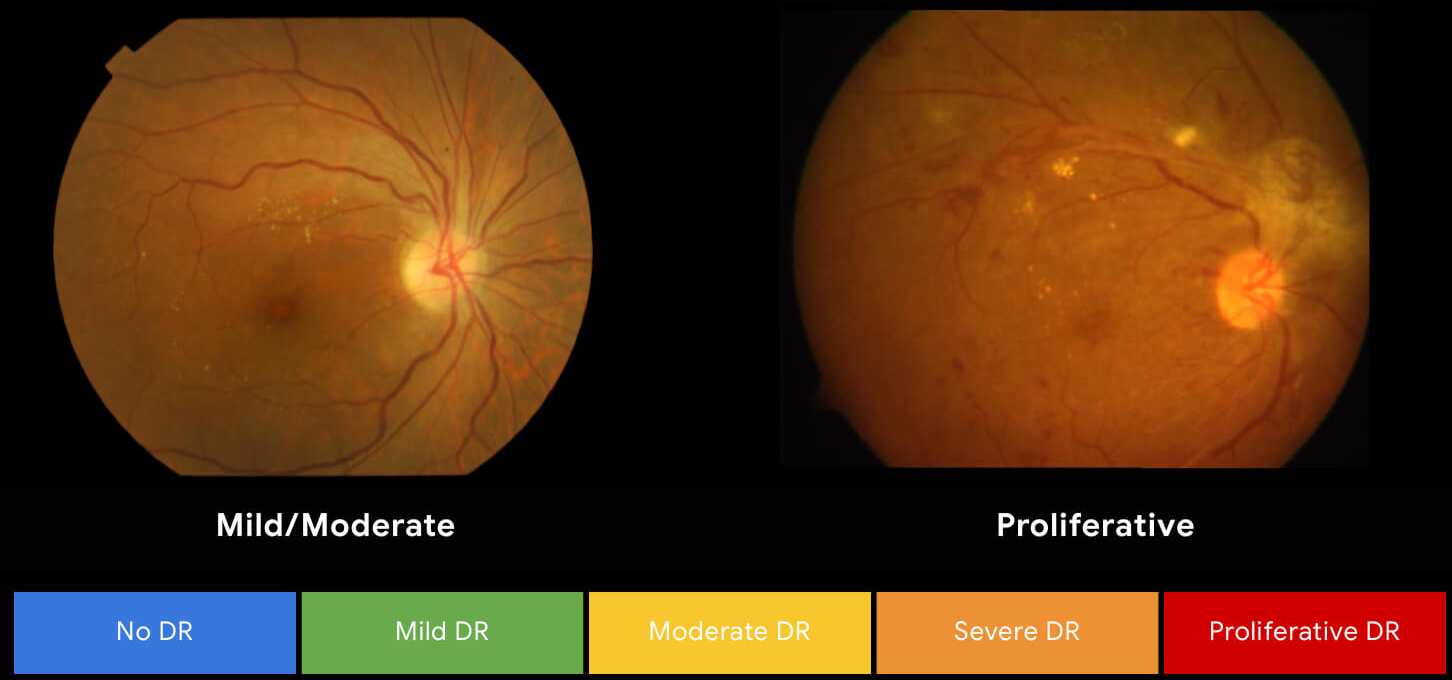 Mild/Moderate
Proliferative
No DR
Mild DR
Moderate DR
Severe DR
Proliferative DR